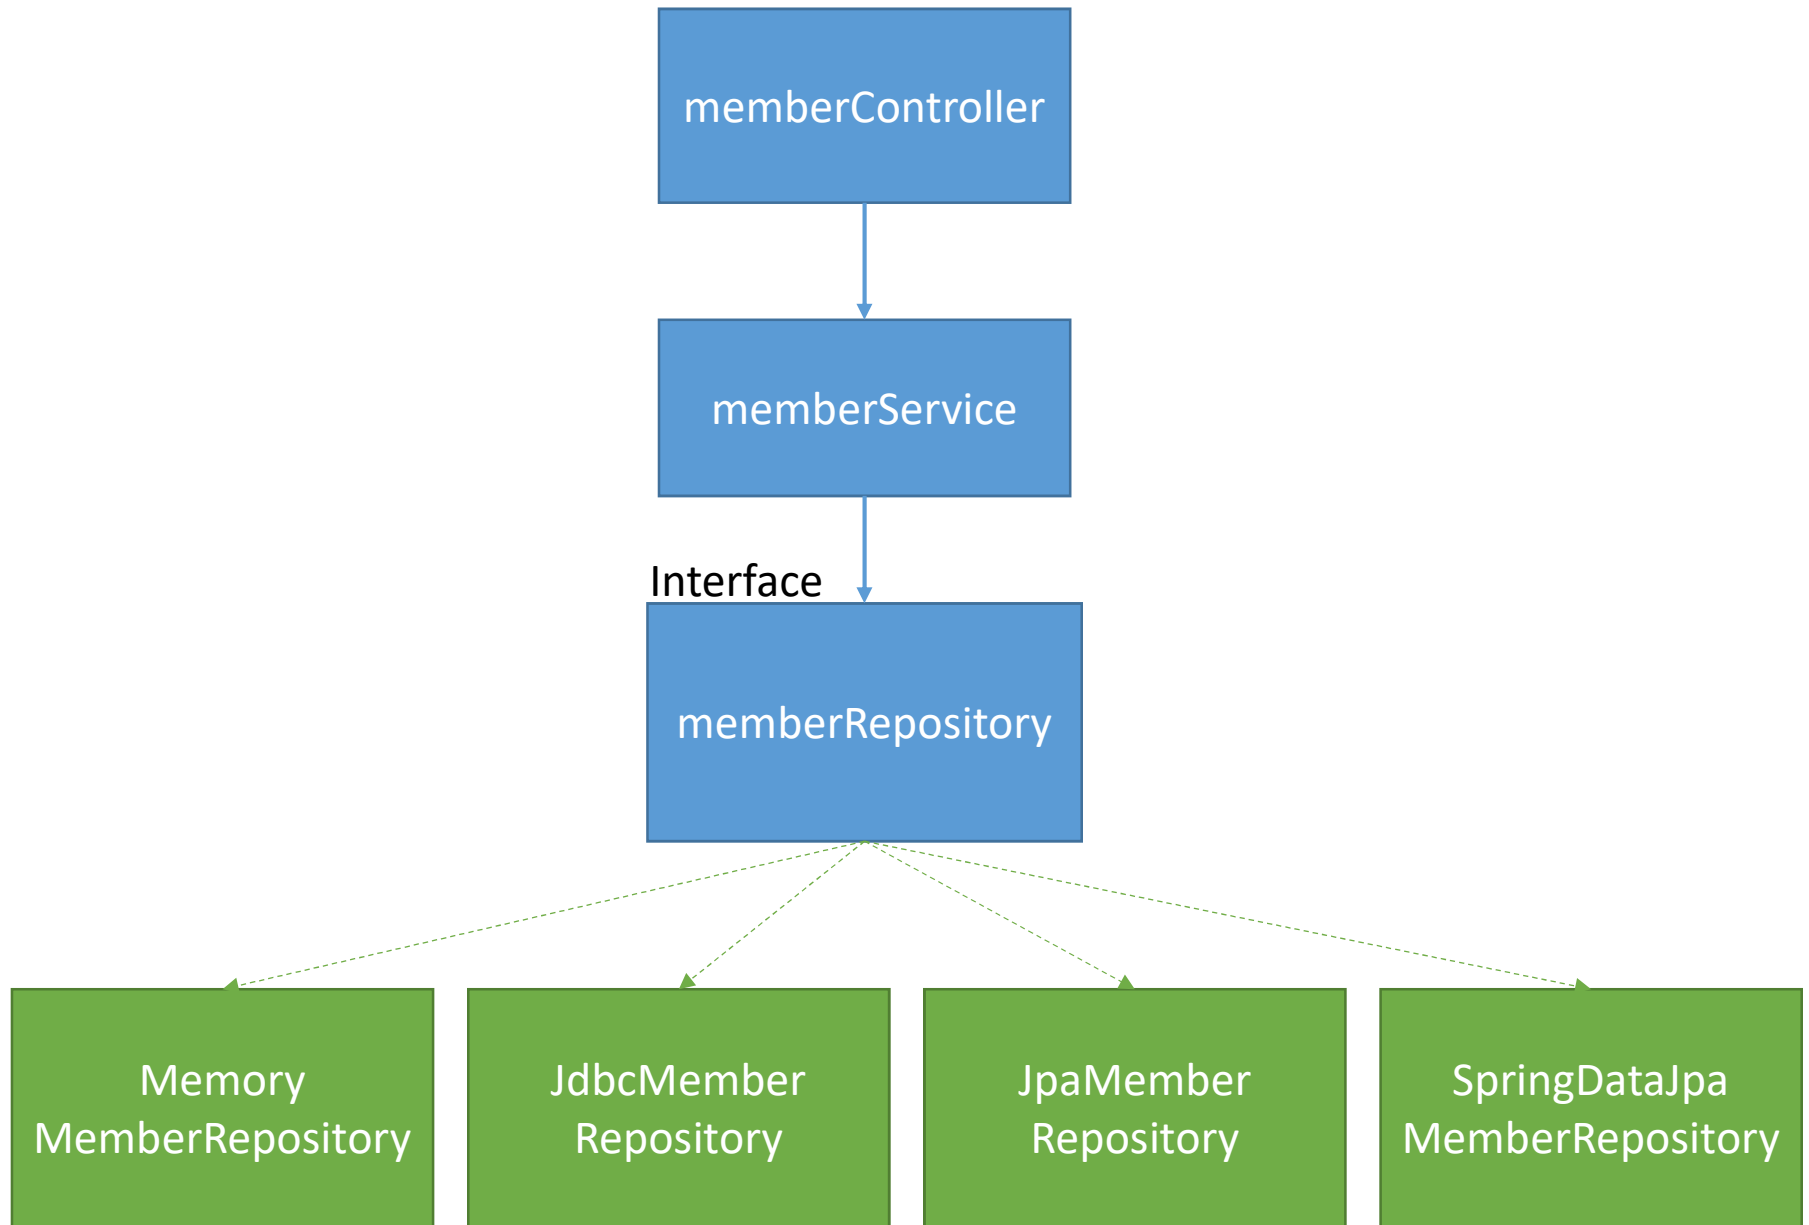 memberController
memberService
Interface
memberRepository
Memory
MemberRepository
JdbcMember
Repository
JpaMember
Repository
SpringDataJpa
MemberRepository